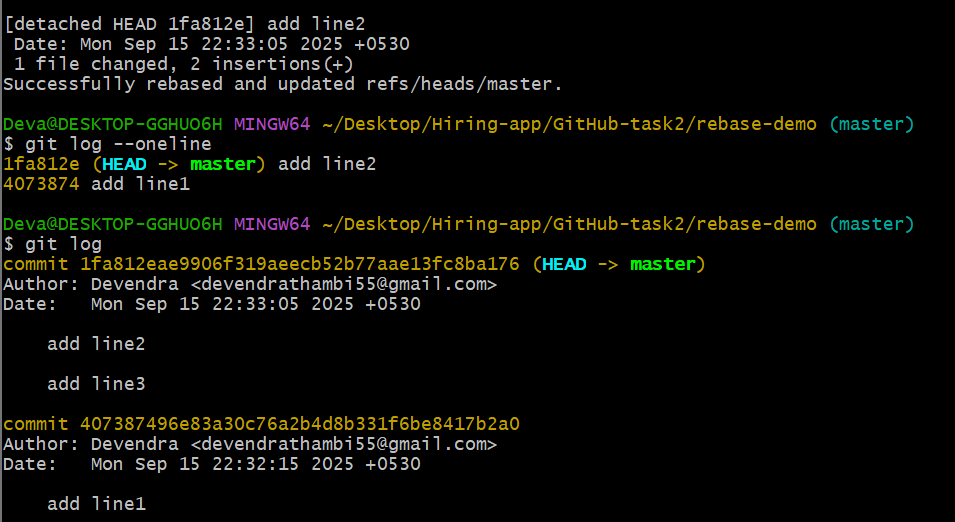 [detached HEAD 1fa812e] add line2
 Date: Mon Sep 15 22:33:05 2025 +0530
 1 file changed, 2 insertions(+)
Successfully rebased and updated refs/heads/master.

Deva@DESKTOP-GGHUO6H MINGW64 ~/Desktop/Hiring-app/GitHub-task2/rebase-demo (master)
$ git log --oneline
1fa812e (HEAD -> master) add line2
4073874 add line1

Deva@DESKTOP-GGHUO6H MINGW64 ~/Desktop/Hiring-app/GitHub-task2/rebase-demo (master)
$ git log
commit 1fa812eae9906f319aeecb52b77aae13fc8ba176 (HEAD -> master)
Author: Devendra <devendrathambi55@gmail.com>
Date:   Mon Sep 15 22:33:05 2025 +0530

    add line2

    add line3

commit 407387496e83a30c76a2b4d8b331f6be8417b2a0
Author: Devendra <devendrathambi55@gmail.com>
Date:   Mon Sep 15 22:32:15 2025 +0530

    add line1